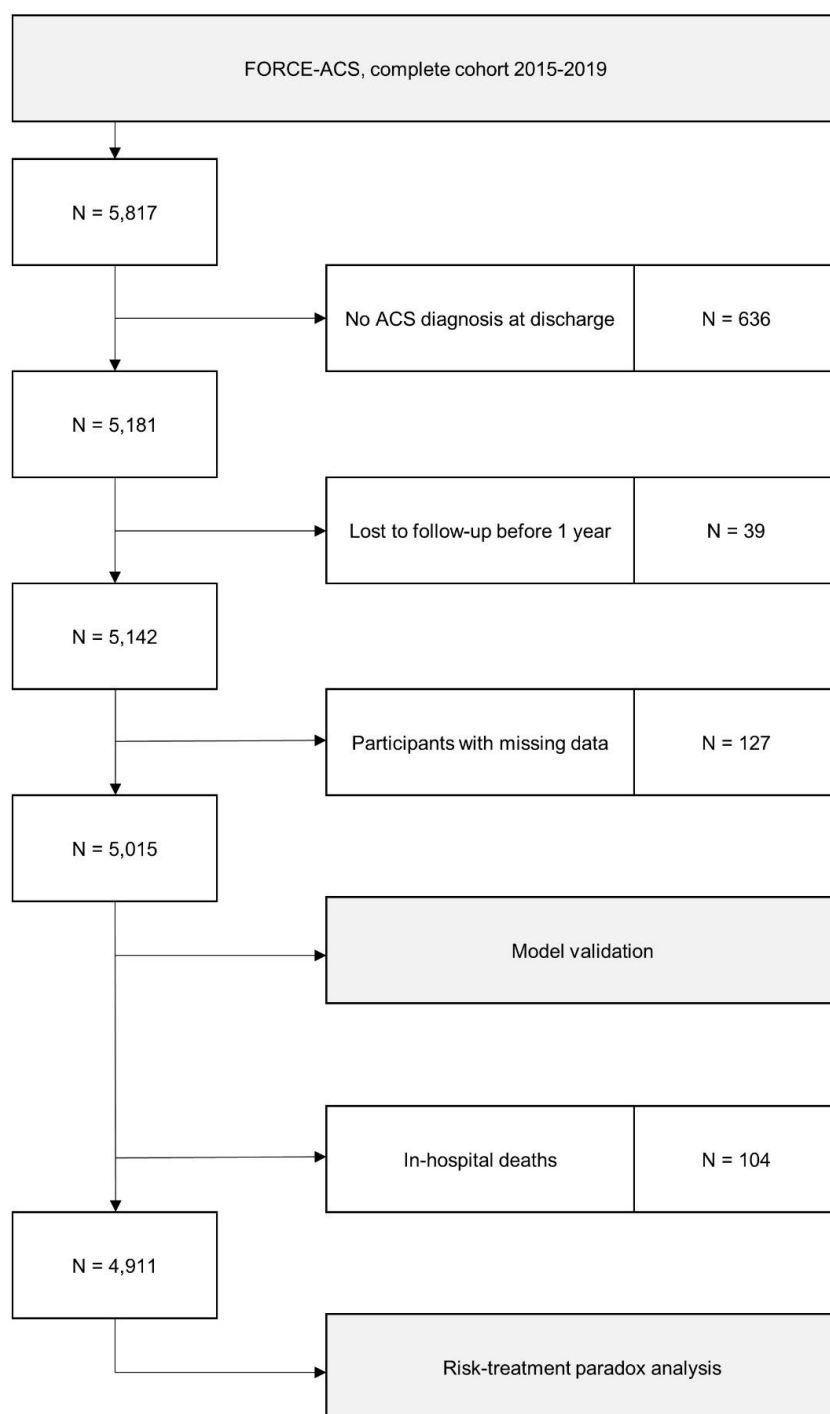 FORCE-ACS, complete cohort 2015-2019
N = 5,817
No ACS diagnosis at discharge
N = 636
N = 5,181
Lost to follow-up before 1 year
N = 39
N = 5,142
Participants with missing data
N = 127
N = 5,015
Model validation
In-hospital deaths
N = 104
N = 4,911
Risk-treatment paradox analysis